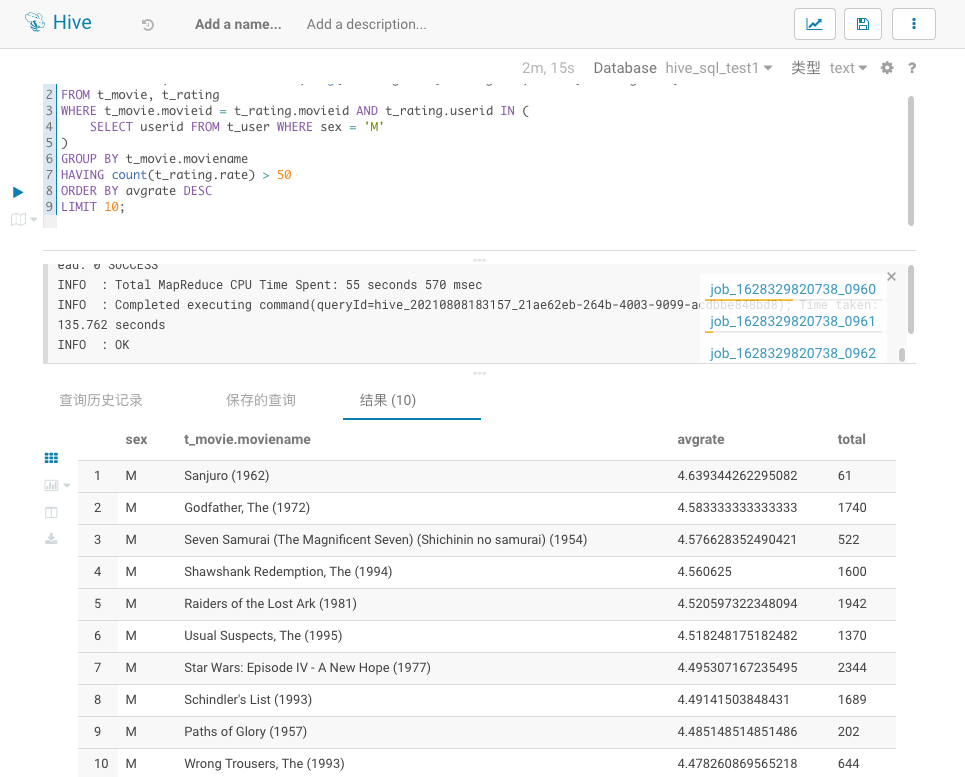 Hive
Add a name...
Add a description...
2m, 15s Database hive_sql_test1 类型 text ?
2 FROM t_movie, t_rating
3 WHERE t_movie.movieid = t_rating.movieid AND t_rating.userid IN (
4 SELECT userid FROM t_user WHERE sex = 'M'
5 )
6 GROUP BY t_movie.moviename
7 HAVING count(t_rating.rate) > 50
8 ORDER BY avgrate DESC
9 LIMIT 10;
ead: 0 SUCCESS
INFO : Total MapReduce CPU Time Spent: 55 seconds 570 msec
INFO : Completed executing command(queryId=hive_20210808183157_21ae62eb-264b-4003-9099-acdbbe848bd8); Time taken:
135.762 seconds
INFO : OK
job_1628329820738_0960
job_1628329820738_0961
job_1628329820738_0962
查询历史记录 保存的查询 结果 (10)
sex t_movie.moviename avgrate total
1 M Sanjuro (1962) 4.639344262295082 61
2 M Godfather, The (1972) 4.583333333333333 1740
3 M Seven Samurai (The Magnificent Seven) (Shichinin no samurai) (1954) 4.576628352490421 522
4 M Shawshank Redemption, The (1994) 4.560625 1600
5 M Raiders of the Lost Ark (1981) 4.520597322348094 1942
6 M Usual Suspects, The (1995) 4.518248175182482 1370
7 M Star Wars: Episode IV - A New Hope (1977) 4.495307167235495 2344
8 M Schindler's List (1993) 4.49141503848431 1689
9 M Paths of Glory (1957) 4.485148514851486 202
10 M Wrong Trousers, The (1993) 4.478260869565218 644